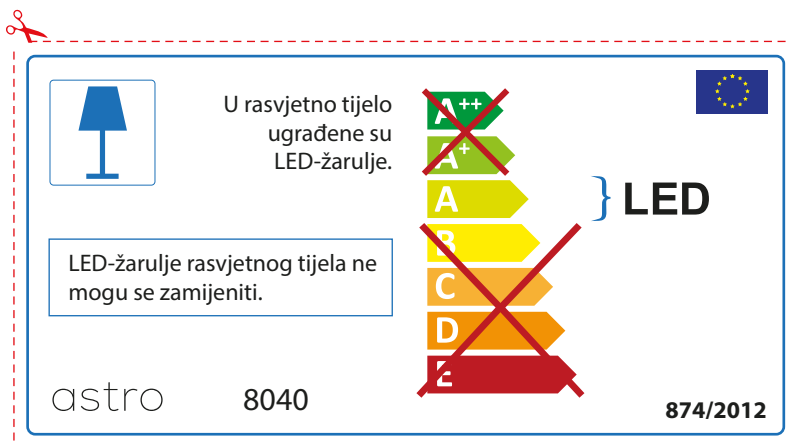 U rasvjetno tijelo
ugrađene su
LED-žarulje.
A++
A+
A
B
C
D
E
LED
LED-žarulje rasvjetnog tijela ne
mogu se zamijeniti.
astro
8040
874/2012